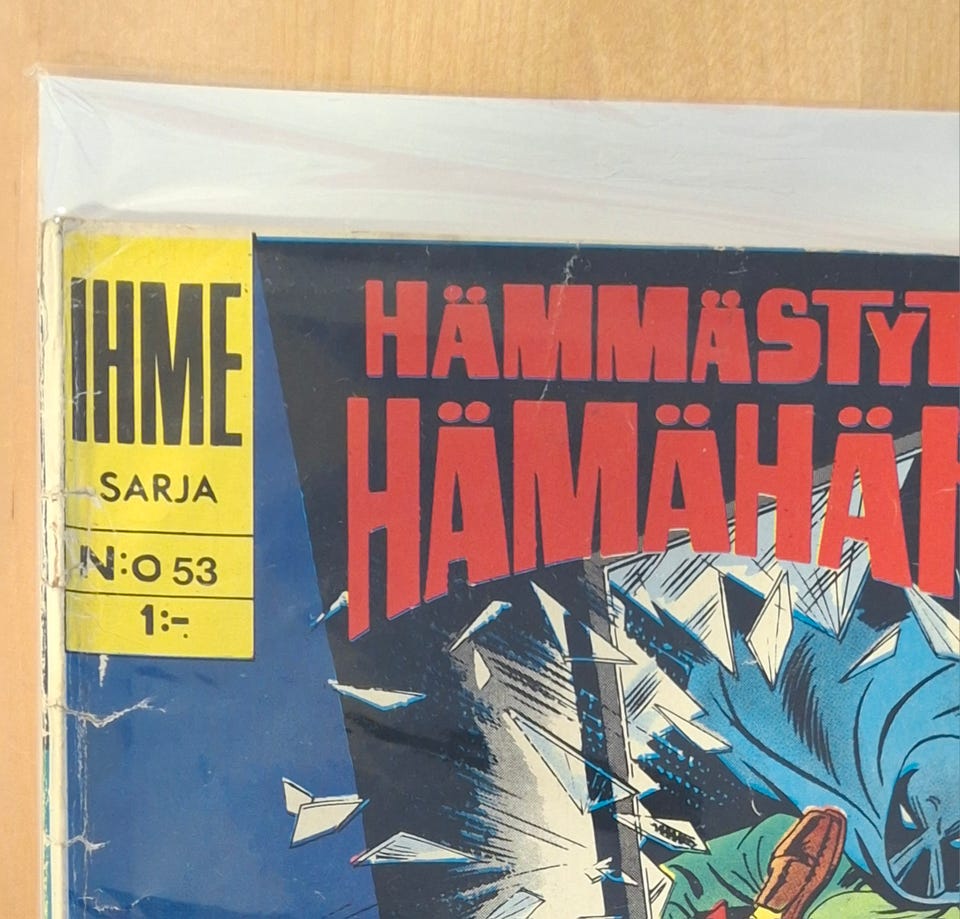 IHME
SARJA
N:O 53
1:-
HÄMMÄSTYT
HÄMÄHÄ